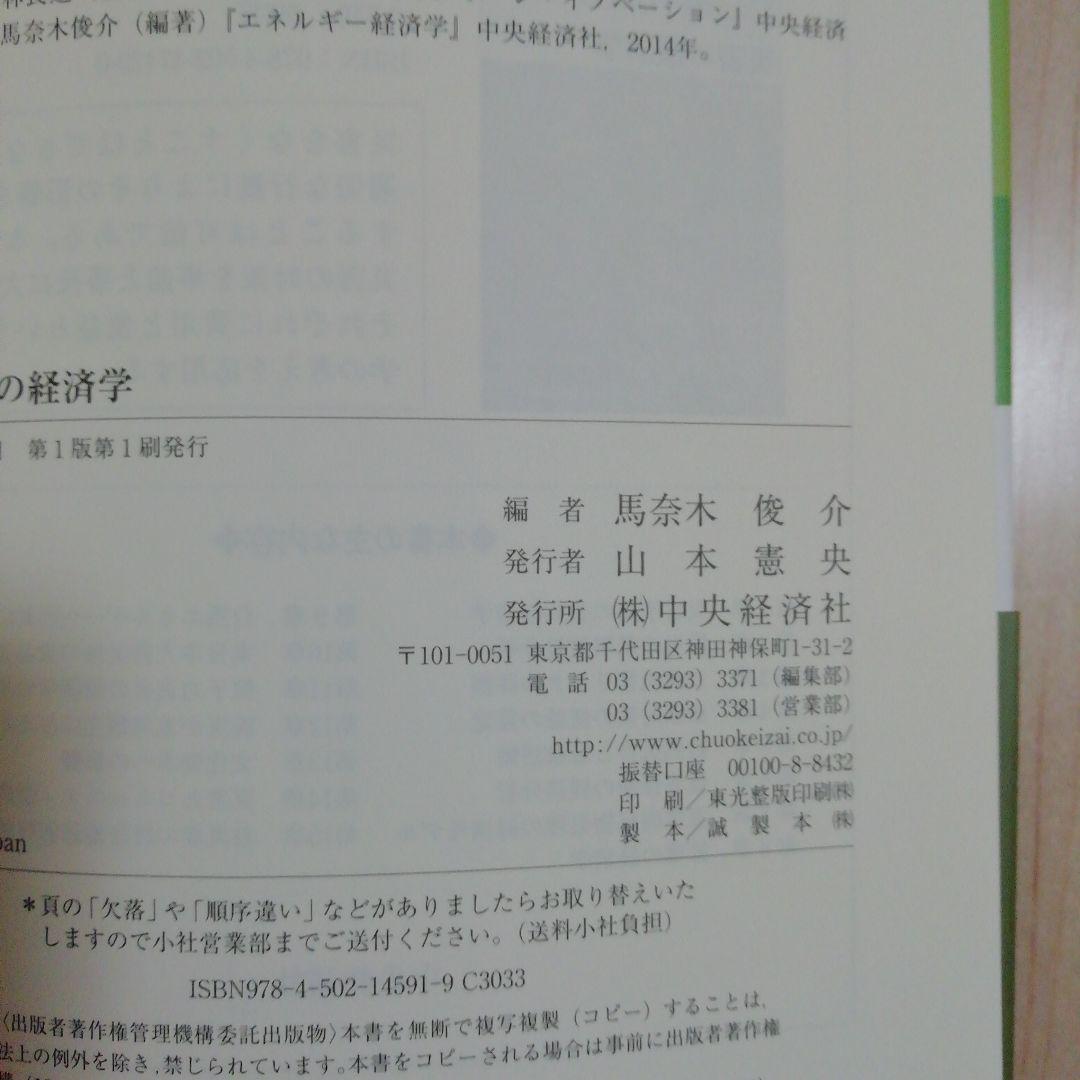 イノベーション』中央経済
馬奈木俊介（編著）『エネルギー経済学』中央経済社，2014年。
の経済学
第1版第1刷発行
編　者　馬奈木　俊　介
発行者　山　本　憲　央
発行所　㈱中央経済社
〒101-0051 東京都千代田区神田神保町1-31-2
電　話　03（3293）3371（編集部）
03（3293）3381（営業部）
http://www.chuokeizai.co.jp/
振替口座　00100-8-8432
印　刷／東光整版印刷㈱
製　本／誠　製　本　㈱
pan
＊頁の「欠落」や「順序違い」などがありましたらお取り替えいた
しますので小社営業部までご送付ください。（送料小社負担）
ISBN978-4-502-14591-9 C3033
〈出版者著作権管理機構委託出版物〉本書を無断で複写複製（コピー）することは，
法上の例外を除き，禁じられています。本書をコピーされる場合は事前に出版者著作権